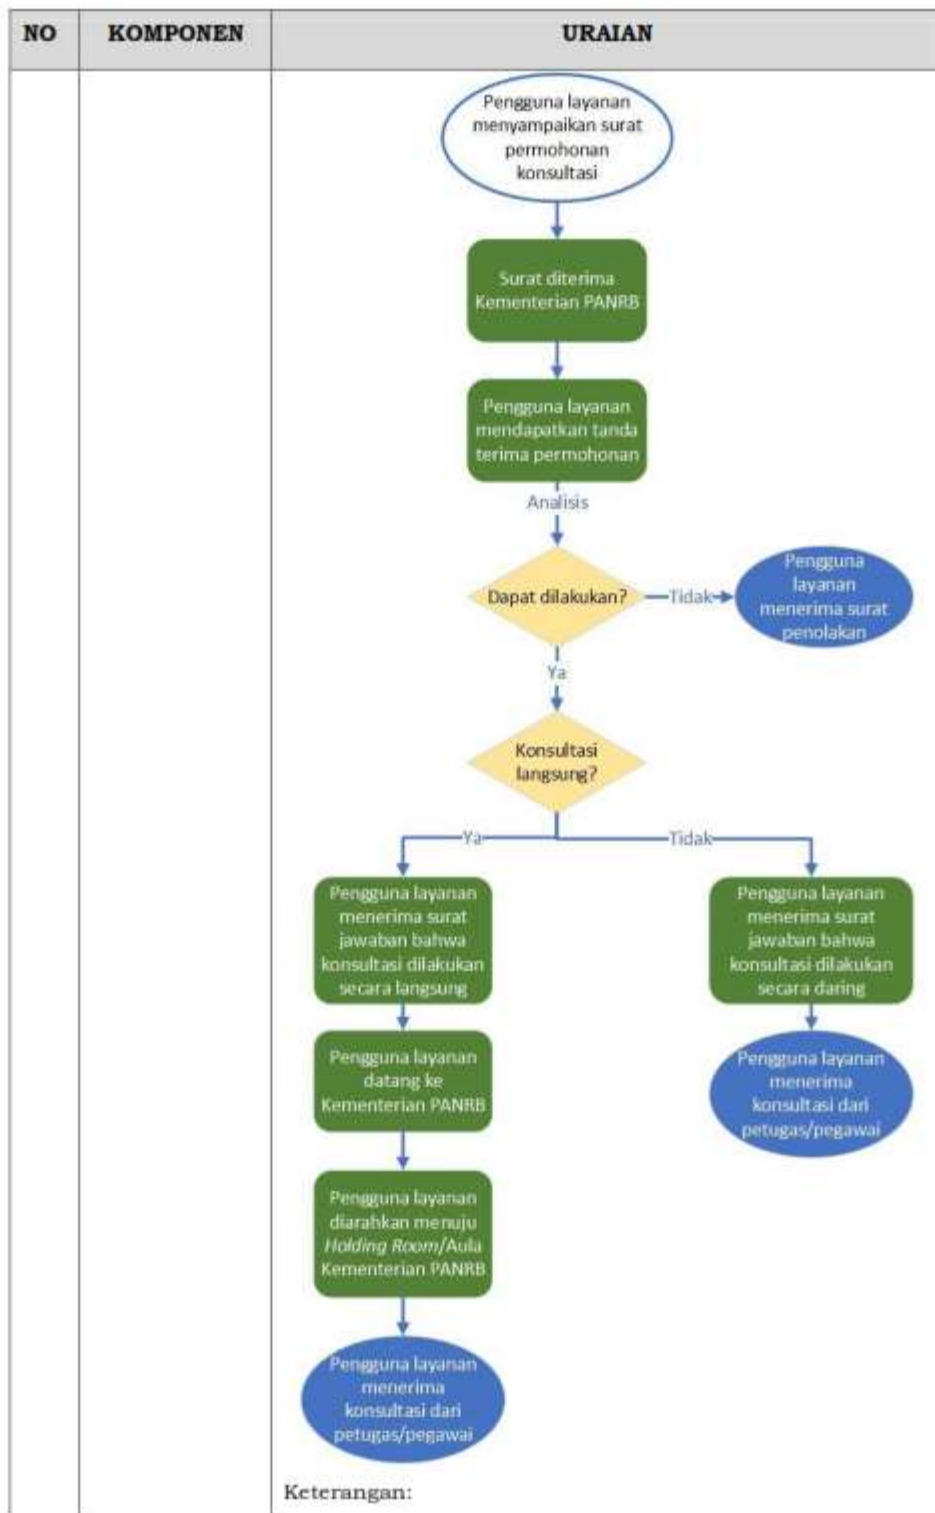 NO KOMPONEN URAIAN
Pengguna layanan
menyampaikan surat
permohonan
konsultasi
Surat diterima
Kementerian PANRB
Pengguna layanan
mendapatkan tanda
terima permohonan
Analisis
Dapat dilakukan?
Tidak
Pengguna
layanan
menerima surat
penolakan
Ya
Konsultasi
langsung?
Ya
Tidak
Pengguna layanan
menerima surat
jawaban bahwa
konsultasi dilakukan
secara langsung
Pengguna layanan
datang ke
Kementerian PANRB
Pengguna layanan
diarahkan menuju
Holding Room/Aula
Kementerian PANRB
Pengguna layanan
menerima
konsultasi dari
petugas/pegawai
Pengguna layanan
menerima surat
jawaban bahwa
konsultasi dilakukan
secara daring
Pengguna layanan
menerima
konsultasi dari
petugas/pegawai
Keterangan: